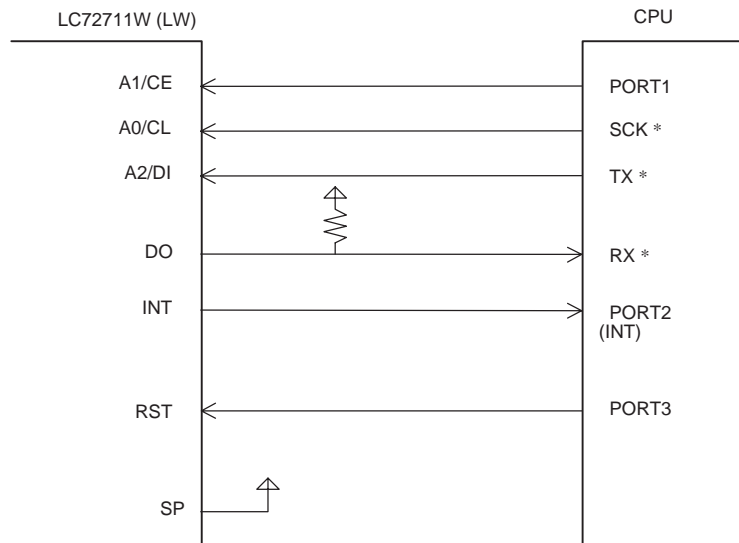 LC72711W (LW) CPU
A1/CE PORT1
A0/CL SCK *
A2/DI TX *
DO RX *
INT PORT2
(INT)
RST PORT3
SP